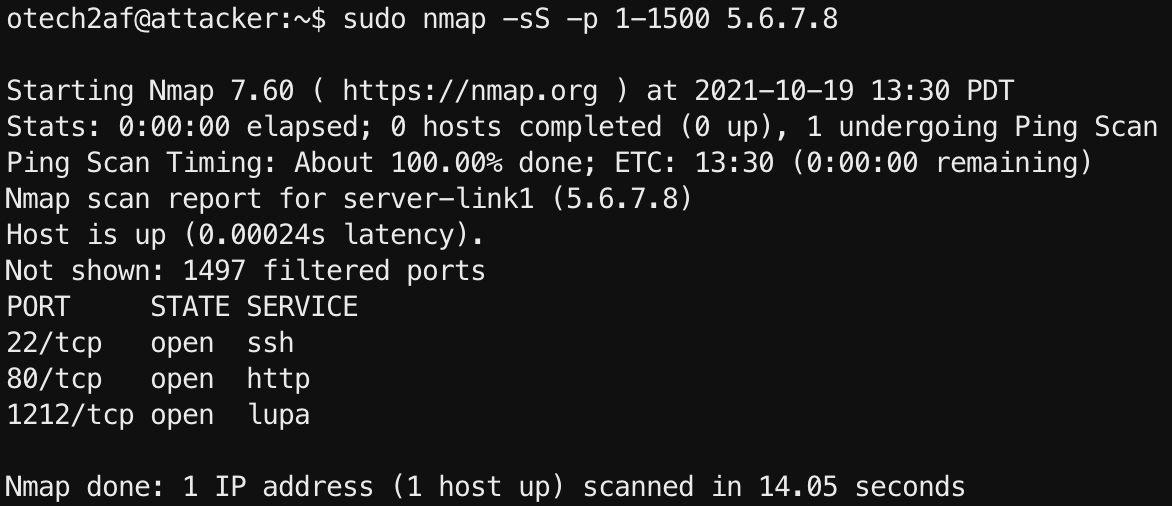 otech2af@attacker:~$ sudo nmap -sS -p 1-1500 5.6.7.8
Starting Nmap 7.60 ( https://nmap.org ) at 2021-10-19 13:30 PDT
Stats: 0:00:00 elapsed; 0 hosts completed (0 up), 1 undergoing Ping Scan
Ping Scan Timing: About 100.00% done; ETC: 13:30 (0:00:00 remaining)
Nmap scan report for server-link1 (5.6.7.8)
Host is up (0.00024s latency).
Not shown: 1497 filtered ports
PORT     STATE SERVICE
22/tcp   open  ssh
80/tcp   open  http
1212/tcp open  lupa
Nmap done: 1 IP address (1 host up) scanned in 14.05 seconds